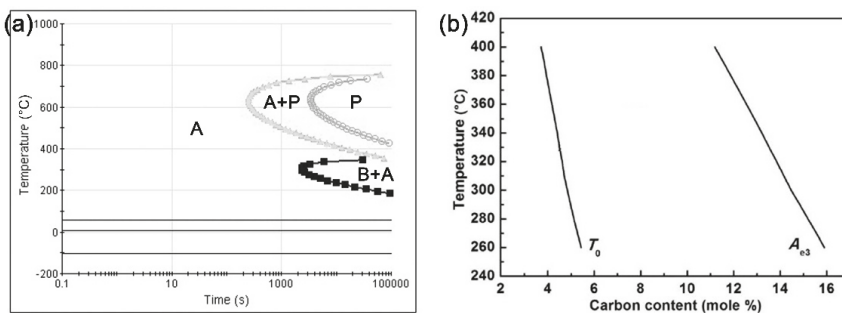 (a)
1000
800
600
400
200
0
-200
Temperature (°C)
A
A+P
P
B+A
0.1
10
1000
100000
Time (s)
(b)
420
400
380
360
340
320
300
280
260
240
Temperature (°C)
T0
Ae3
2
4
6
8
10
12
14
16
Carbon content (mole %)